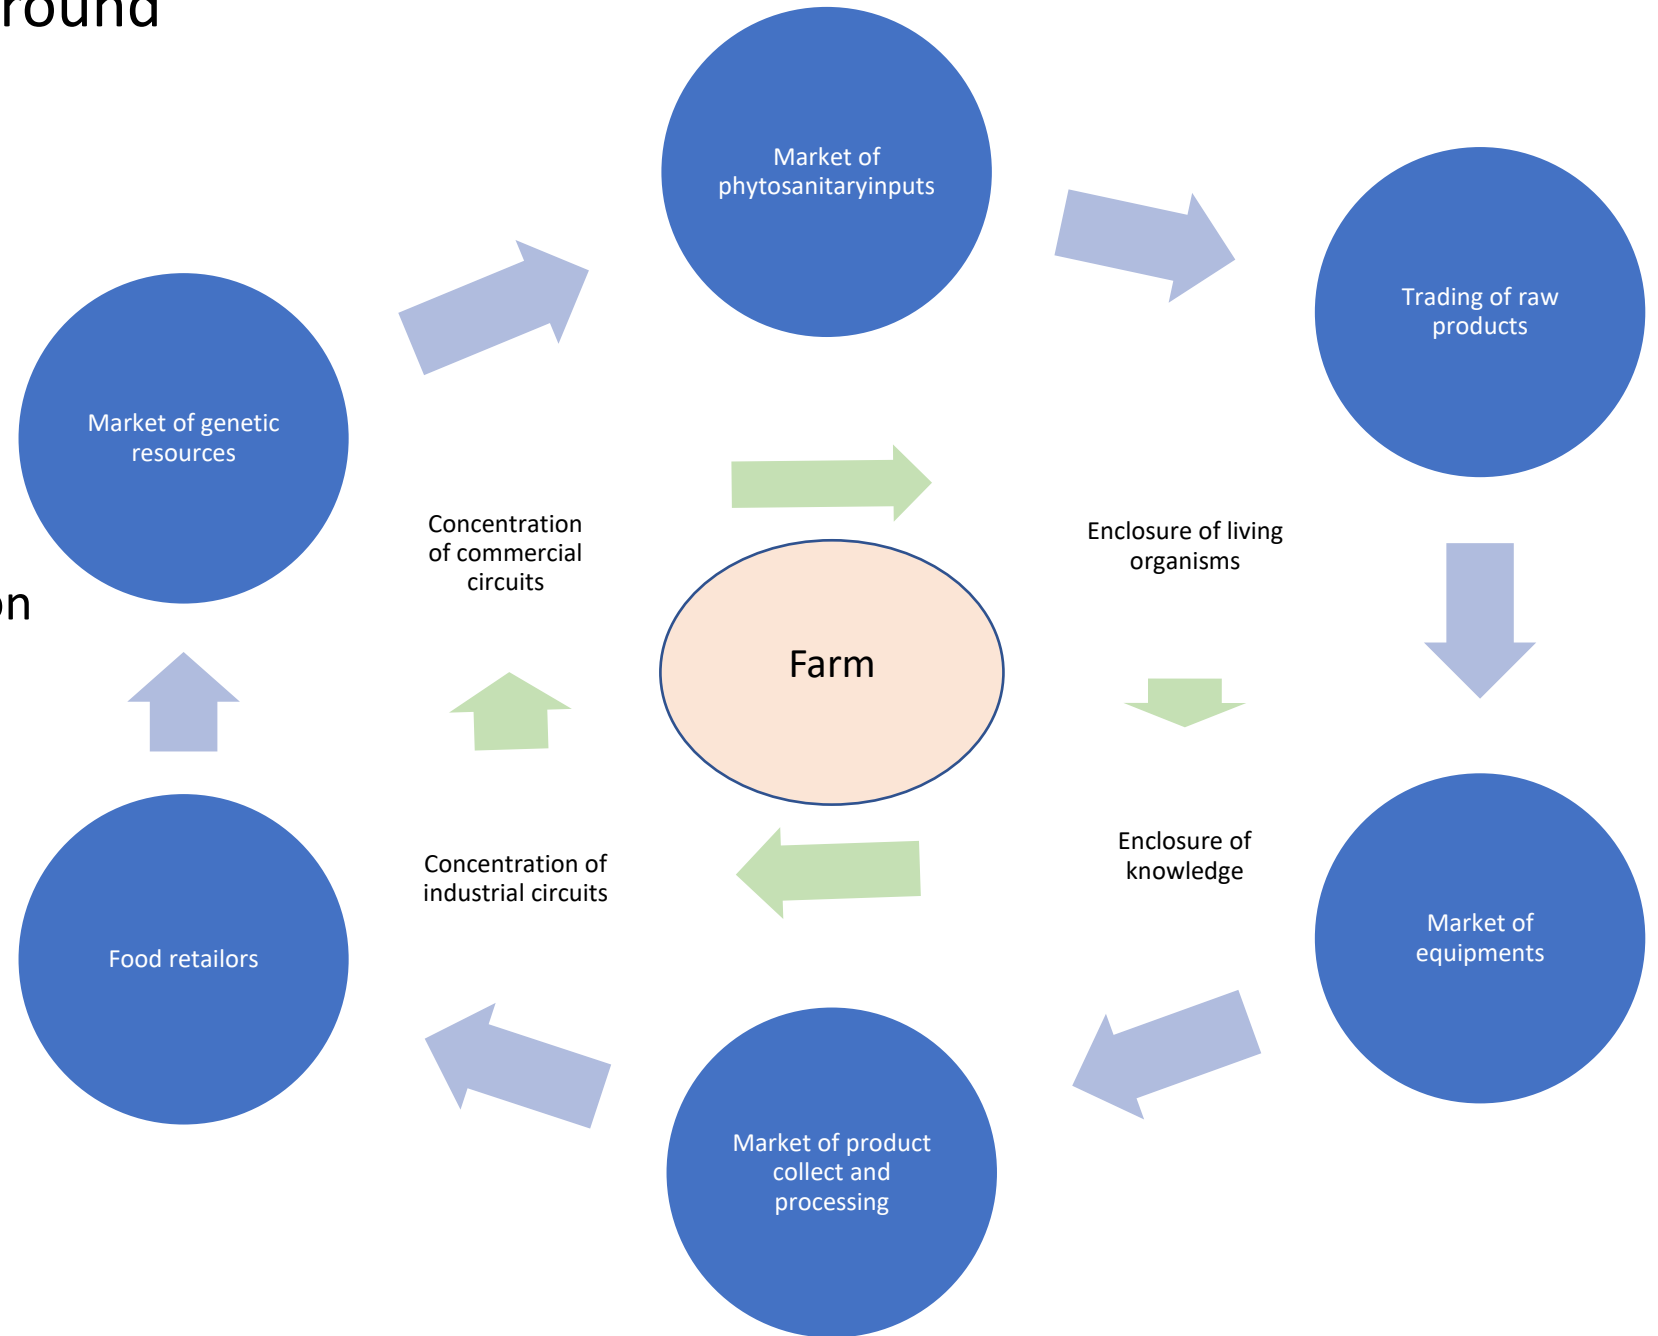 round
Market of
phytosanitaryinputs
Trading of raw
products
Market of genetic
resources
Concentration
of commercial
circuits
Enclosure of living
organisms
on
Farm
Enclosure of
knowledge
Concentration of
industrial circuits
Market of
equipments
Food retailors
Market of product
collect and
processing